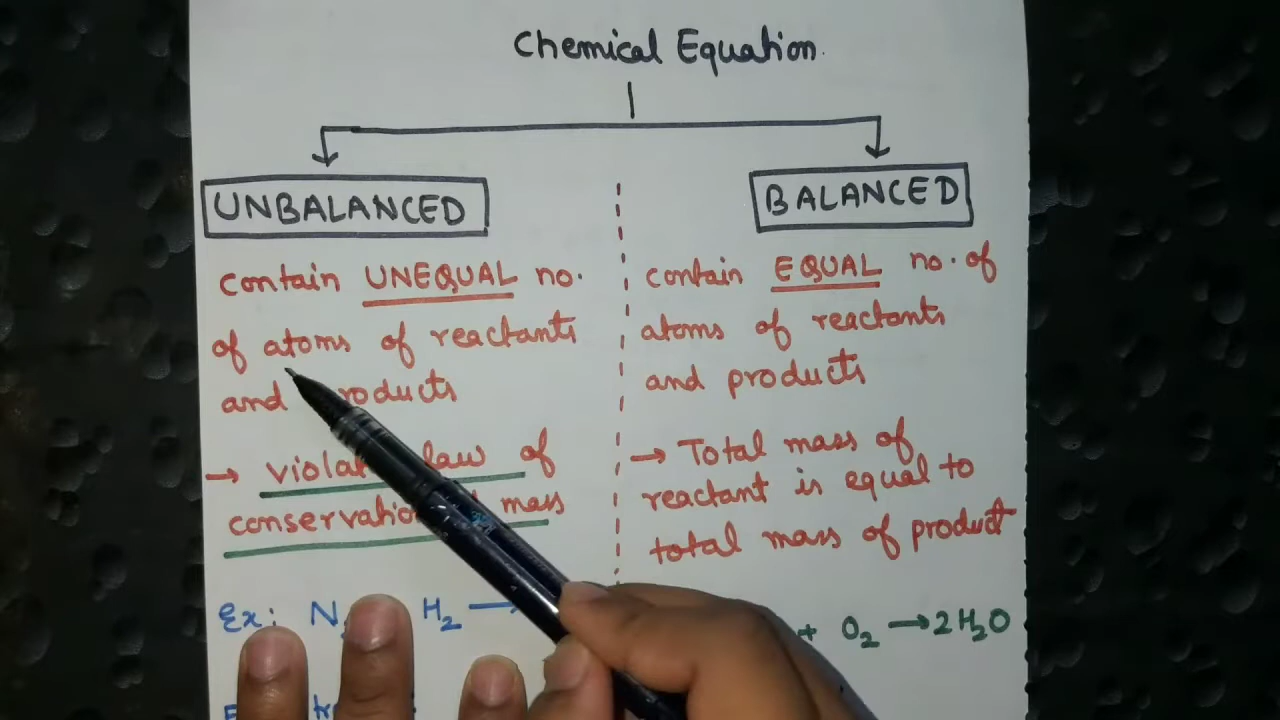 Chemical Equation.
UNBALANCED
contain UNEQUAL no.
of atoms of reactants
and products
→ law of
mass
Ex: H₂ →
BALANCED
contain EQUAL no. of
atoms of reactants
and products
→ Total mass of
reactant is equal to
total mass of product
+ O₂ → 2H₂O